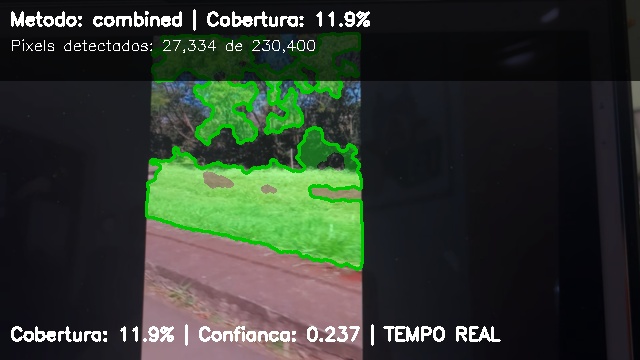 Metodo: combined | Cobertura: 11.9%
Pixels detectados: 27,334 de 230,400
Cobertura: 11.9% | Confianca: 0.237 | TEMPO REAL